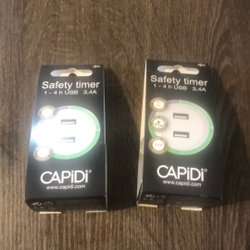 Safety timer
1 - 4 h USB 3,4A
CAPiDi®
www.capidi.com
Safety timer
1 - 4 h USB 3,4A
CAPiDi®
www.capidi.com